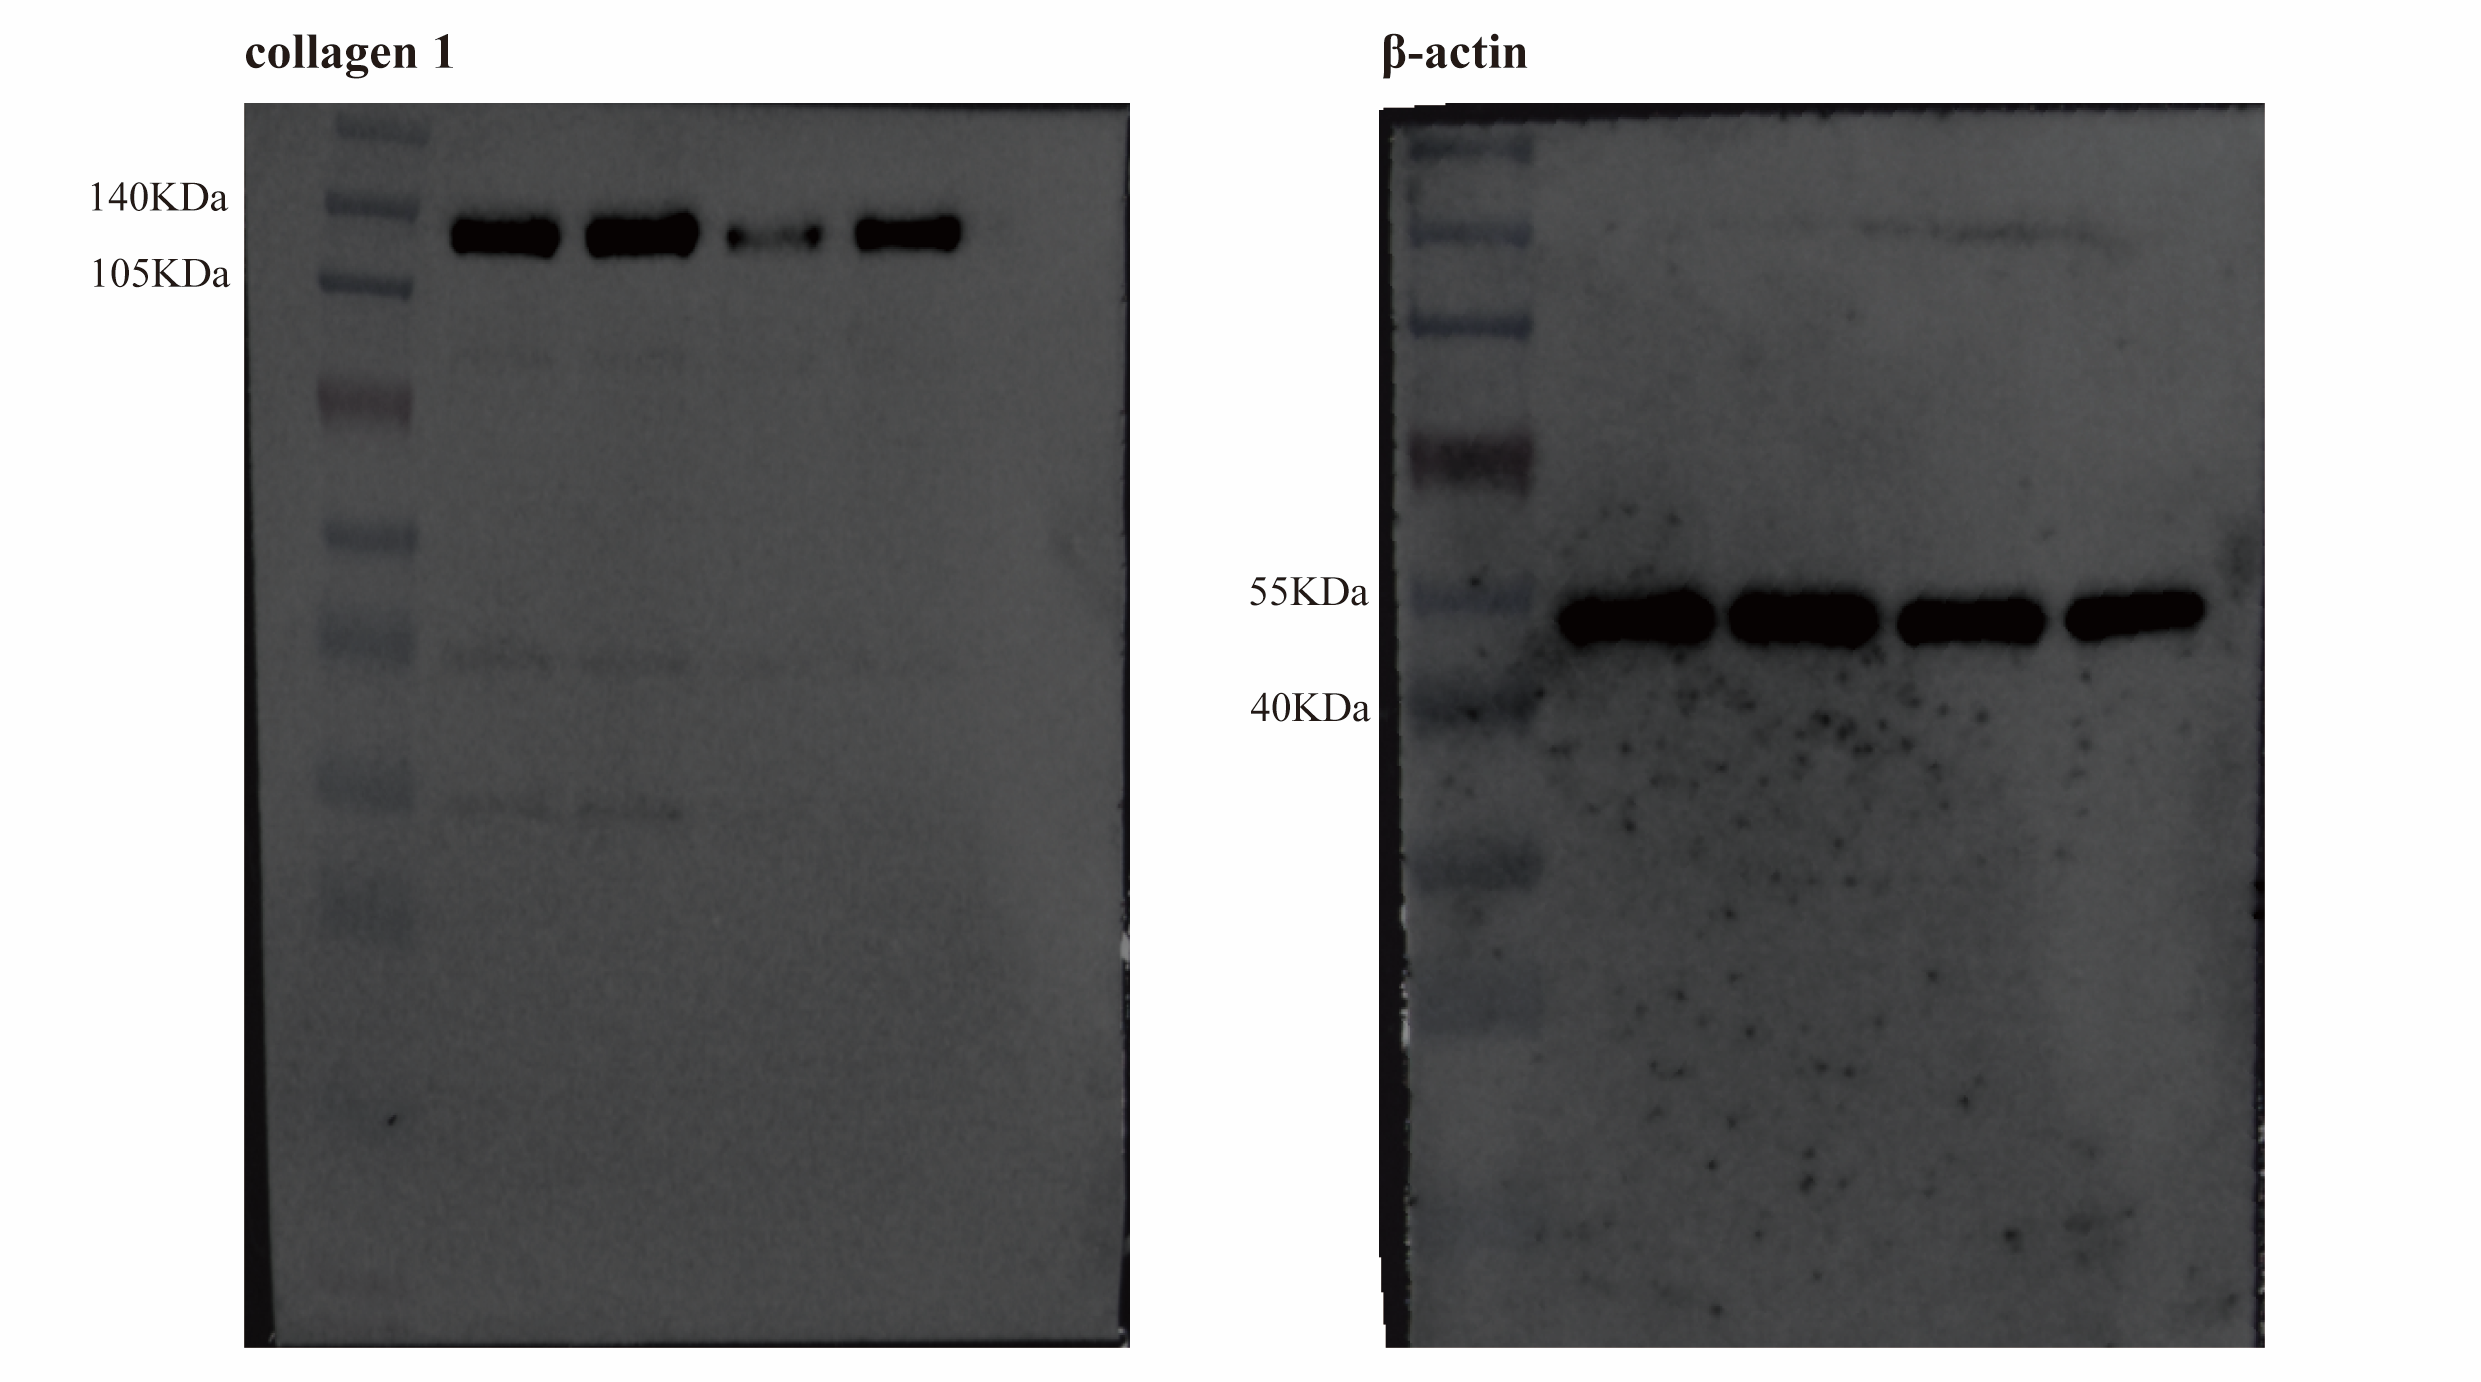 collagen 1
140KDa
105KDa
β-actin
55KDa
40KDa